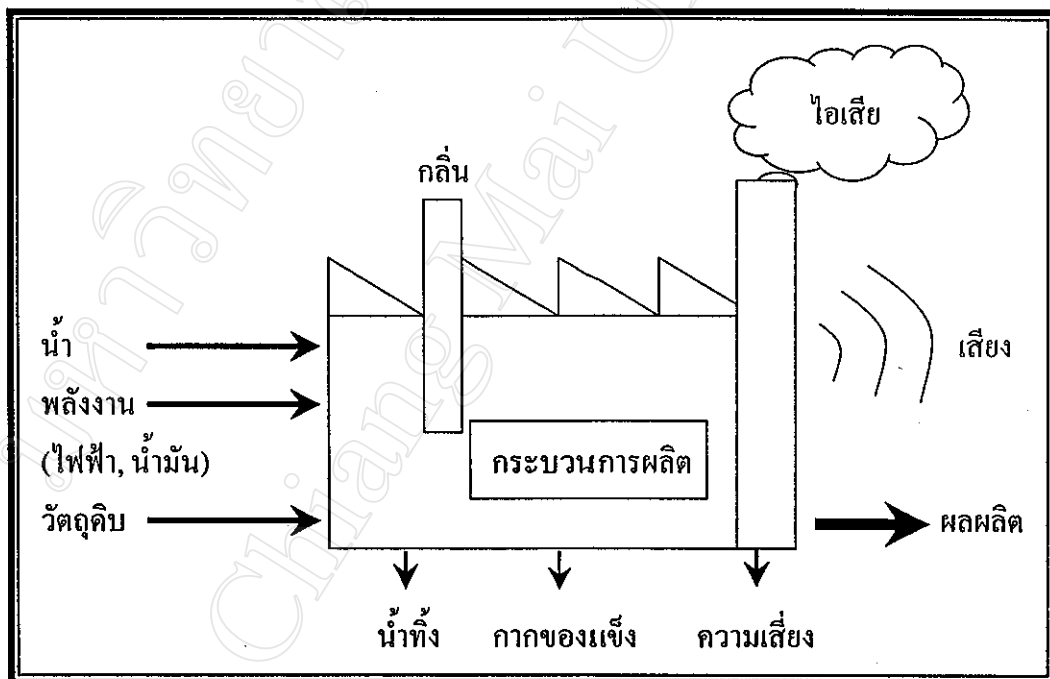 ไอเสีย
กลิ่น
น้ำ
เสียง
พลังงาน
(ไฟฟ้า, น้ำมัน)
กระบวนการผลิต
วัตถุดิบ
ผลผลิต
น้ำทิ้ง
กากของแข็ง
ความเสี่ยง
Chiang Mai U